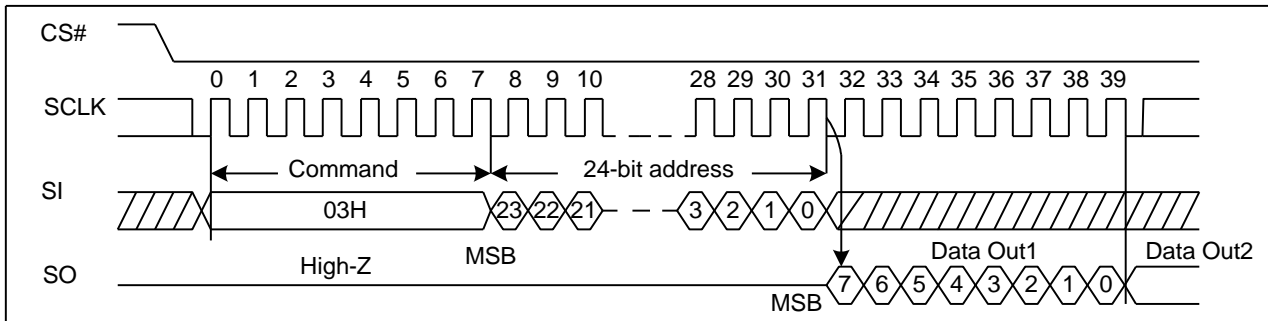 CS#
0 1 2 3 4 5 6 7 8 9 10 28 29 30 31 32 33 34 35 36 37 38 39
SCLK
Command 24-bit address
SI
03H 23 22 21 3 2 1 0
MSB Data Out1 Data Out2
High-Z
SO
MSB 7 6 5 4 3 2 1 0